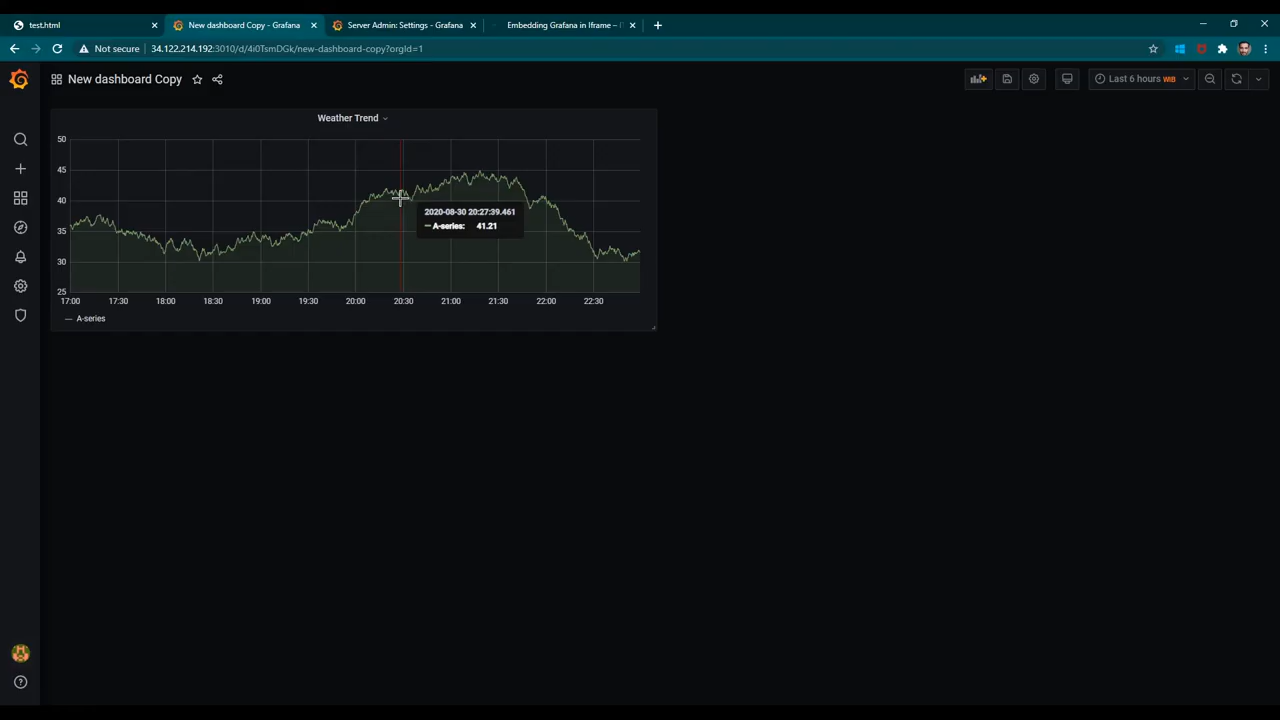 test.html
New dashboard Copy - Grafana
Server Admin: Settings - Grafana
Embedding Grafana in Iframe –
Not secure
34.122.214.192:3010/d/4i0TsmDGk/new-dashboard-copy?orgId=1
New dashboard Copy
Last 6 hours WIB
Weather Trend
50
45
40
35
30
25
2020-08-30 20:27:39.461
A-series: 41.21
17:00 17:30 18:00 18:30 19:00 19:30 20:00 20:30 21:00 21:30 22:00 22:30
A-series